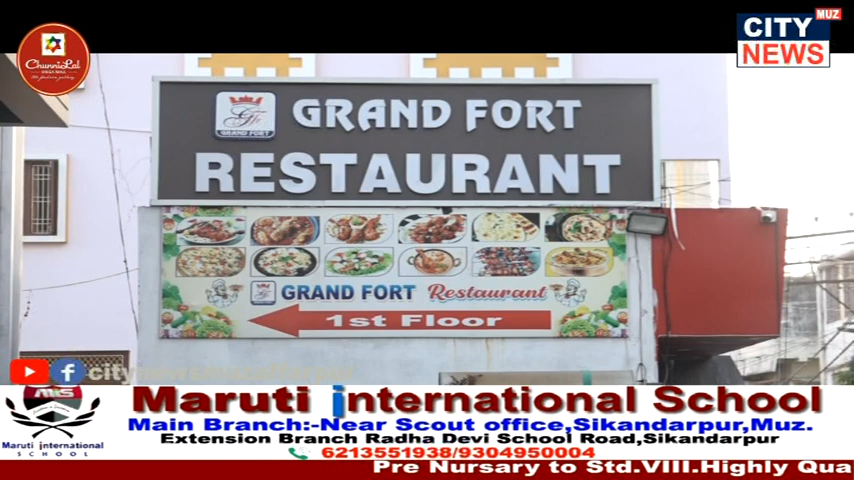 MUZ
CITY
NEWS
ChunniLal
GRAND FORT
RESTAURANT
GF
GRAND FORT
GRAND FORT Restaurant
1st Floor
MIS
Maruti international
SCHOOL
Maruti international School
Main Branch:-Near Scout office,Sikandarpur,Muz.
Extension Branch Radha Devi School Road,Sikandarpur
6213551938/9304950004
Pre Nursary to Std.VIII.Highly Qua